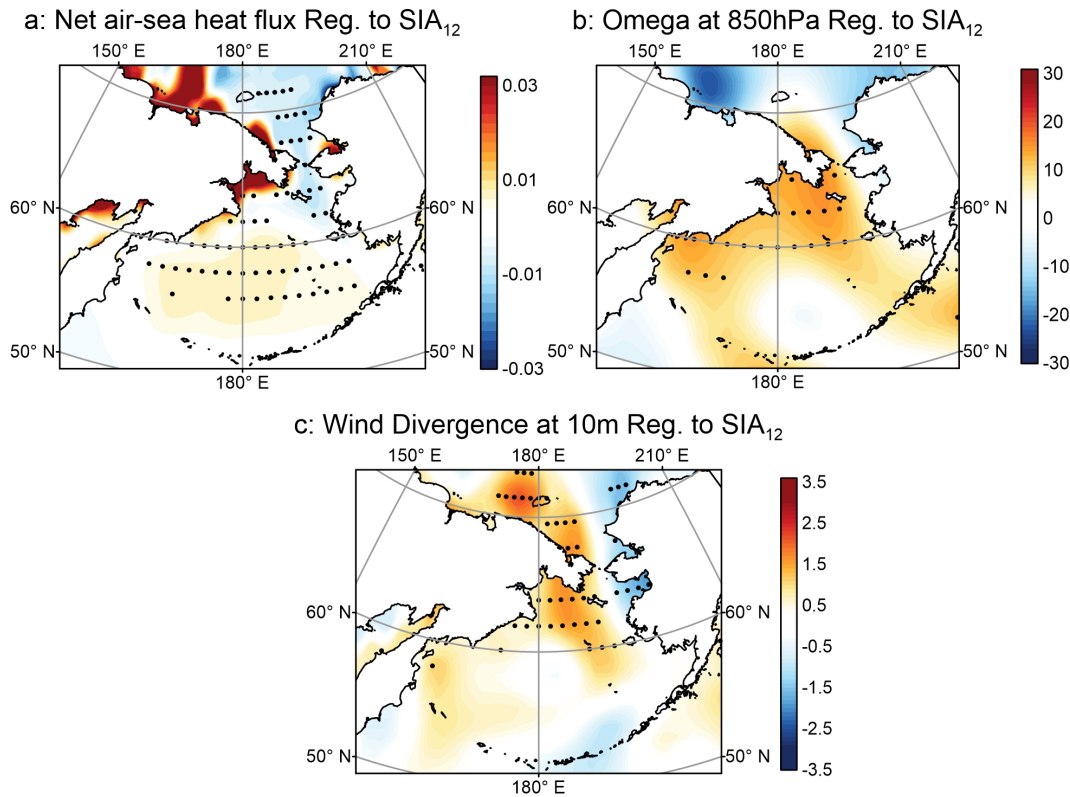 a: Net air-sea heat flux Reg. to SIA12
150° E 180° E 210° E
60° N 60° N
50° N 50° N
180° E
0.03
0.01
-0.01
-0.03
b: Omega at 850hPa Reg. to SIA12
150° E 180° E 210° E
60° N 60° N
50° N 50° N
180° E
30
20
10
0
-10
-20
-30
c: Wind Divergence at 10m Reg. to SIA12
150° E 180° E 210° E
60° N 60° N
50° N 50° N
180° E
3.5
2.5
1.5
0.5
-0.5
-1.5
-2.5
-3.5